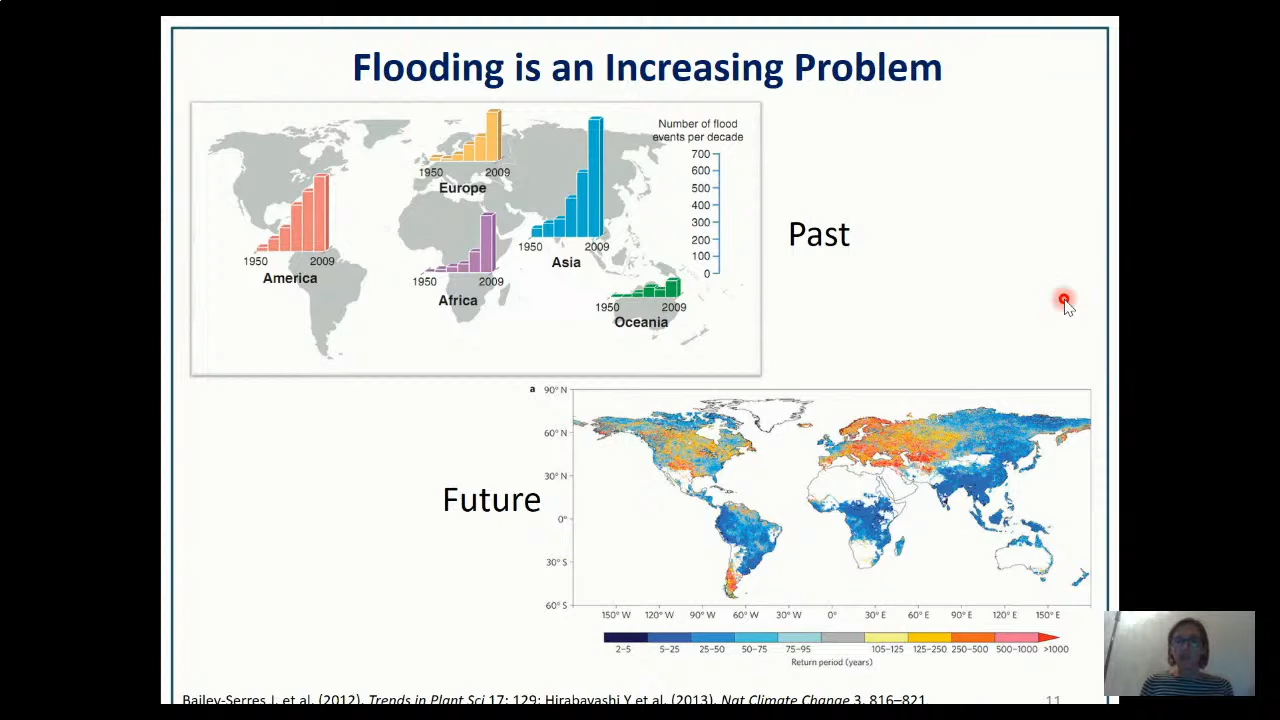 Flooding is an Increasing Problem
Number of flood
events per decade
700
600
500
400
300
200
100
0
1950 2009
Europe
1950 2009
America
1950 2009
Africa
1950 2009
Asia
1950 2009
Oceania
Past
Future
a
90° N
60° N
30° N
0°
30° S
60° S
150° W 120° W 90° W 60° W 30° W 0° 30° E 60° E 90° E 120° E 150° E
2–5 5–25 25–50 50–75 75–95 105–125 125–250 250–500 500–1000 >1000
Return period (years)
Bailey-Serres J. et al. (2012). Trends in Plant Sci 17: 129; Hirabayashi Y et al. (2013). Nat Climate Change 3, 816–821.
11